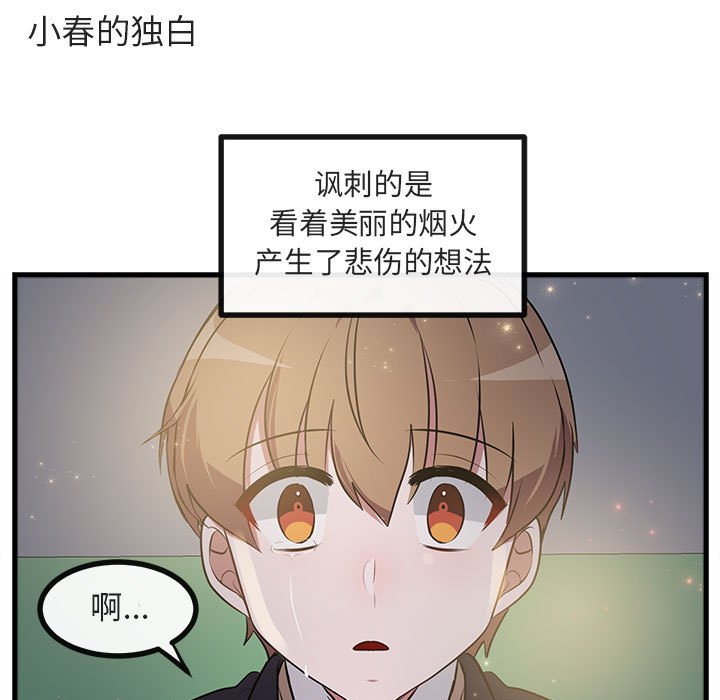 小春的独白
讽刺的是
看着美丽的烟火
产生了悲伤的想法
啊...